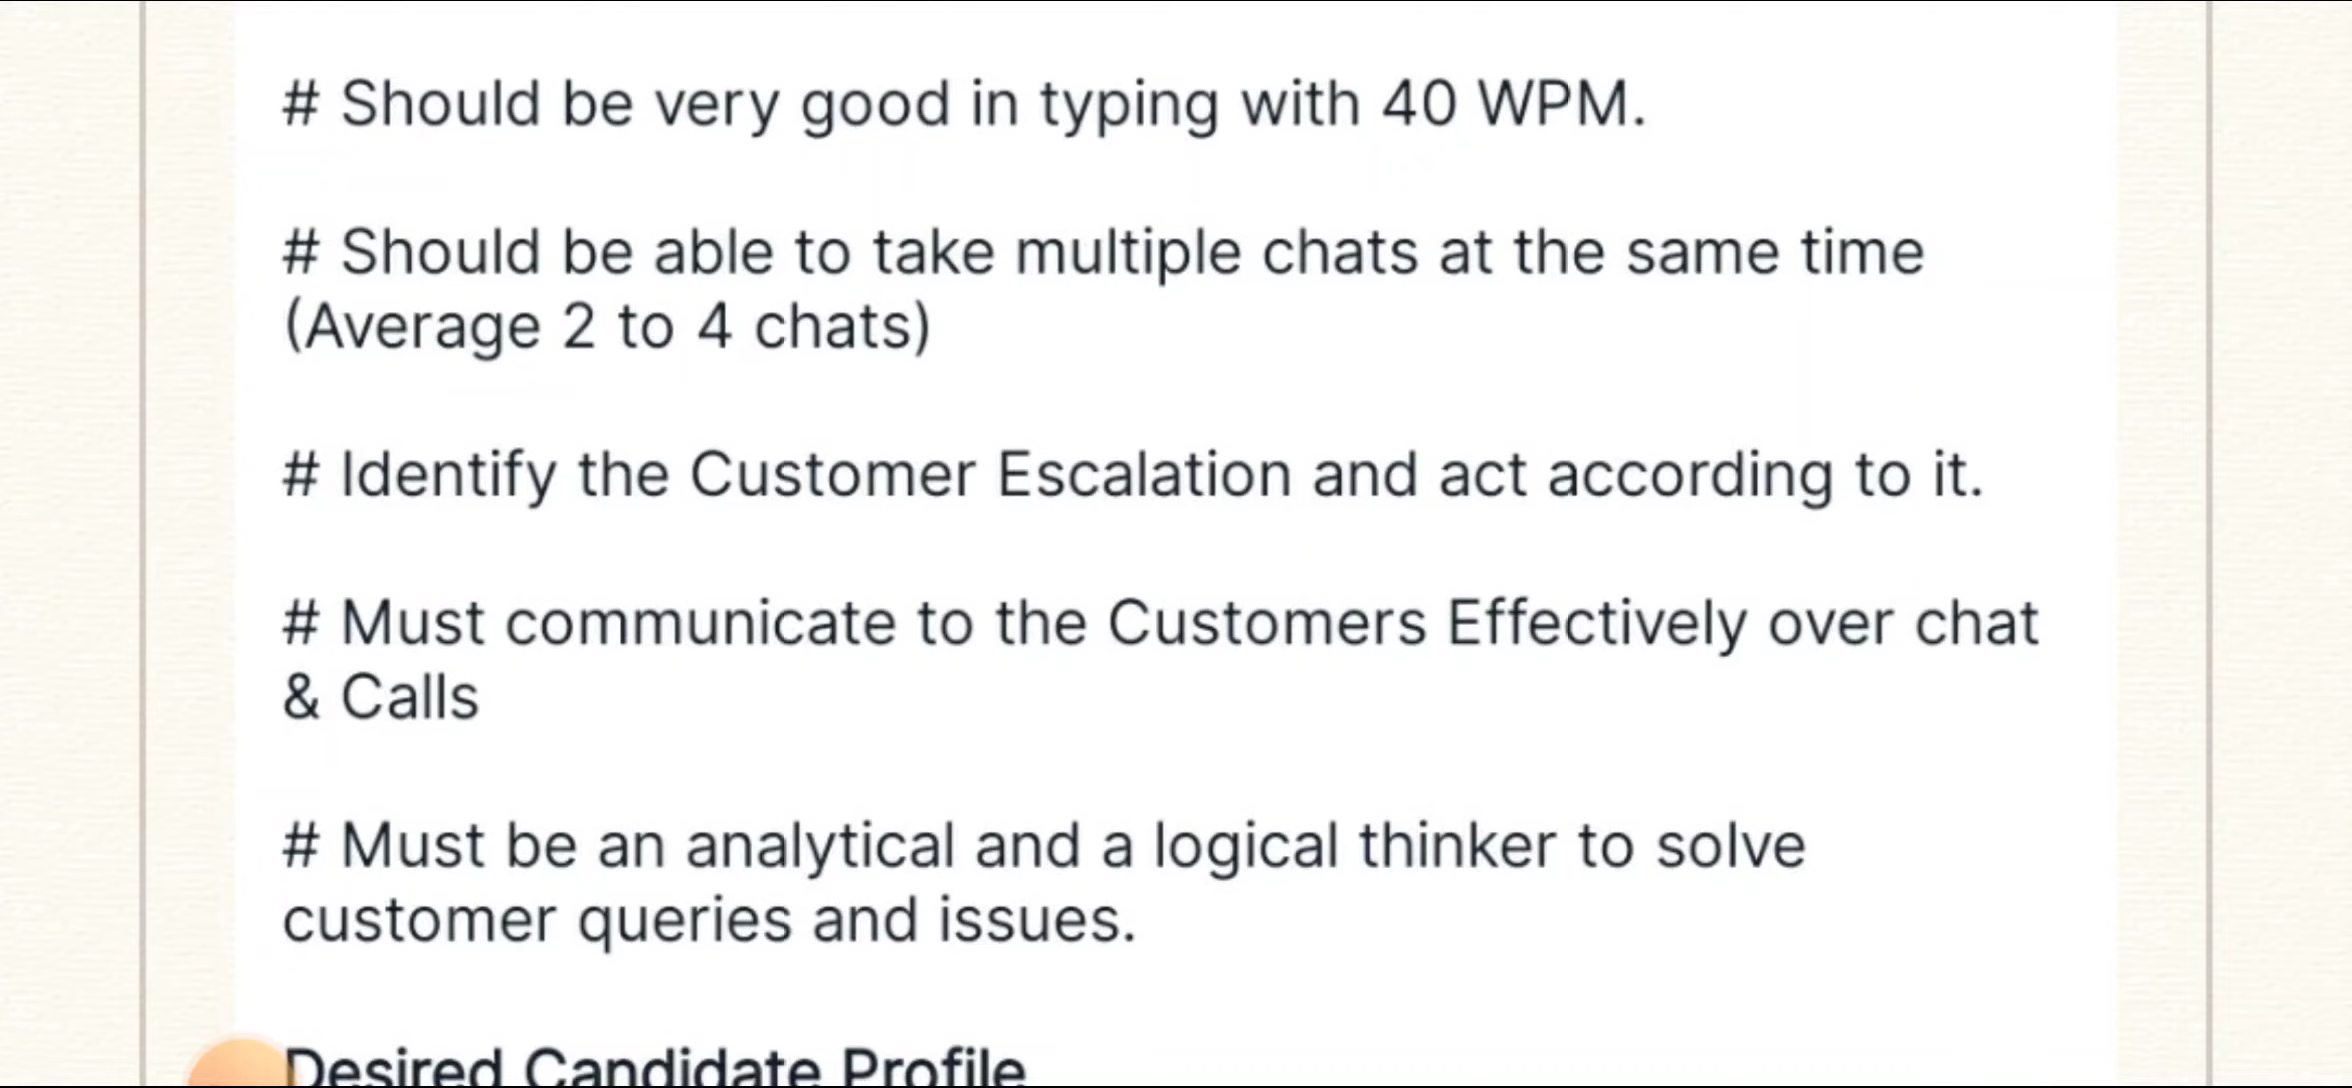 # Should be very good in typing with 40 WPM.
# Should be able to take multiple chats at the same time
(Average 2 to 4 chats)
# Identify the Customer Escalation and act according to it.
# Must communicate to the Customers Effectively over chat
& Calls
# Must be an analytical and a logical thinker to solve
customer queries and issues.
Desired Candidate Profile